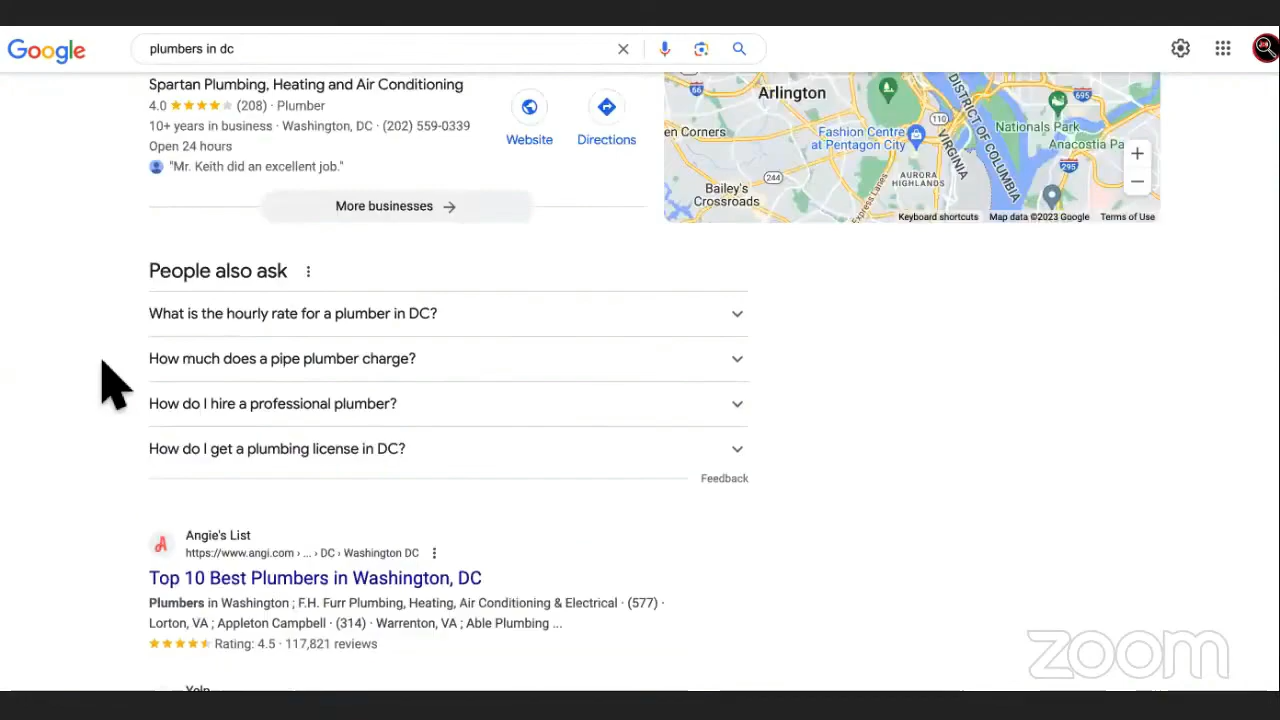 Google
plumbers in dc
Spartan Plumbing, Heating and Air Conditioning
4.0 (208) · Plumber
10+ years in business · Washington, DC · (202) 559-0339
Open 24 hours
"Mr. Keith did an excellent job."
Website
Directions
More businesses
66
Arlington
695
en Corners
110
Fashion Centre
at Pentagon City
Nationals Park
Anacostia Pa
DISTRICT OF COLUMBIA
VIRGINIA
244
295
AURORA
HIGHLANDS
Bailey's
Crossroads
Express Lanes
Keyboard shortcuts
Map data ©2023 Google
Terms of Use
People also ask
What is the hourly rate for a plumber in DC?
How much does a pipe plumber charge?
How do I hire a professional plumber?
How do I get a plumbing license in DC?
Feedback
Angie's List
https://www.angi.com › ... › DC › Washington DC
Top 10 Best Plumbers in Washington, DC
Plumbers in Washington ; F.H. Furr Plumbing, Heating, Air Conditioning & Electrical · (577) ·
Lorton, VA ; Appleton Campbell · (314) · Warrenton, VA ; Able Plumbing ...
Rating: 4.5 · 117,821 reviews
Yelp
zoom